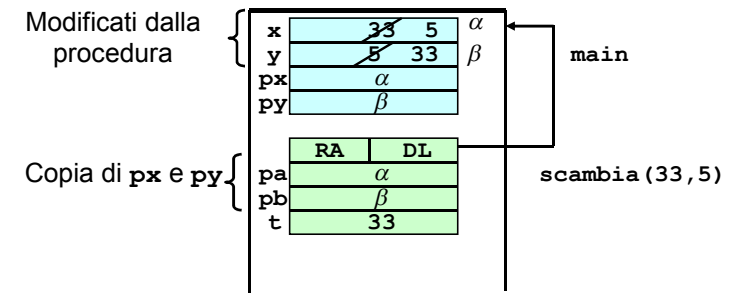 Modificati dalla
procedura
x 33 5 α
y 5 33 β
px α
py β
main
RA DL
Copia di px e py
pa α
pb β
t 33
scambia(33,5)